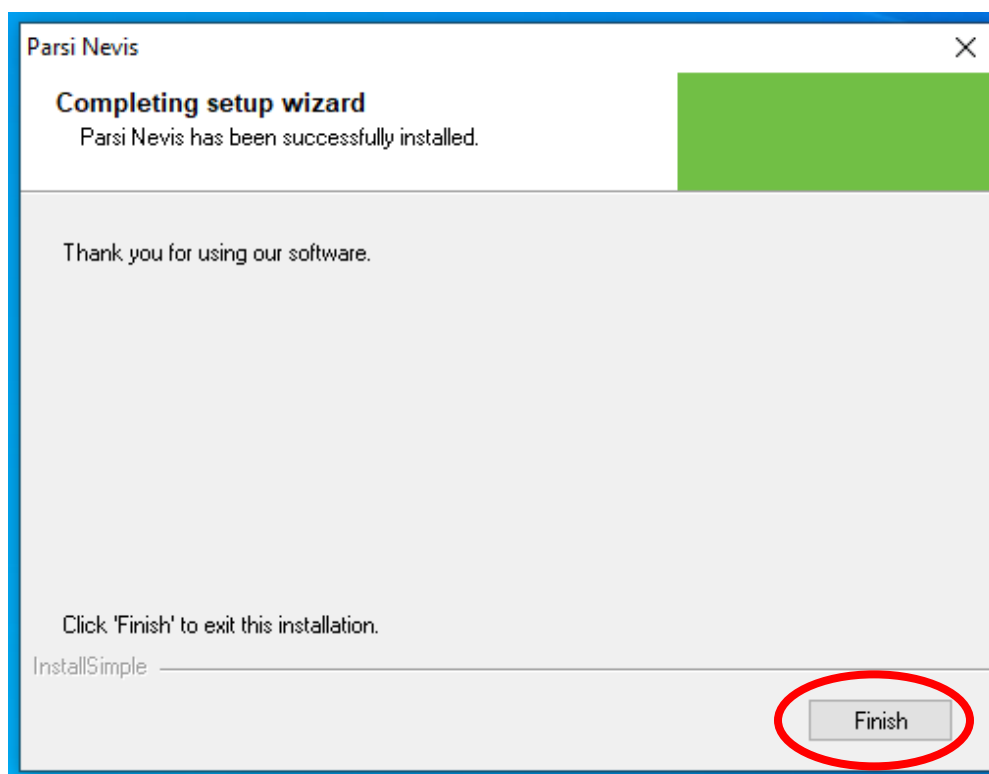 Parsi Nevis
Completing setup wizard
Parsi Nevis has been successfully installed.
Thank you for using our software.
Click 'Finish' to exit this installation.
InstallSimple
Finish